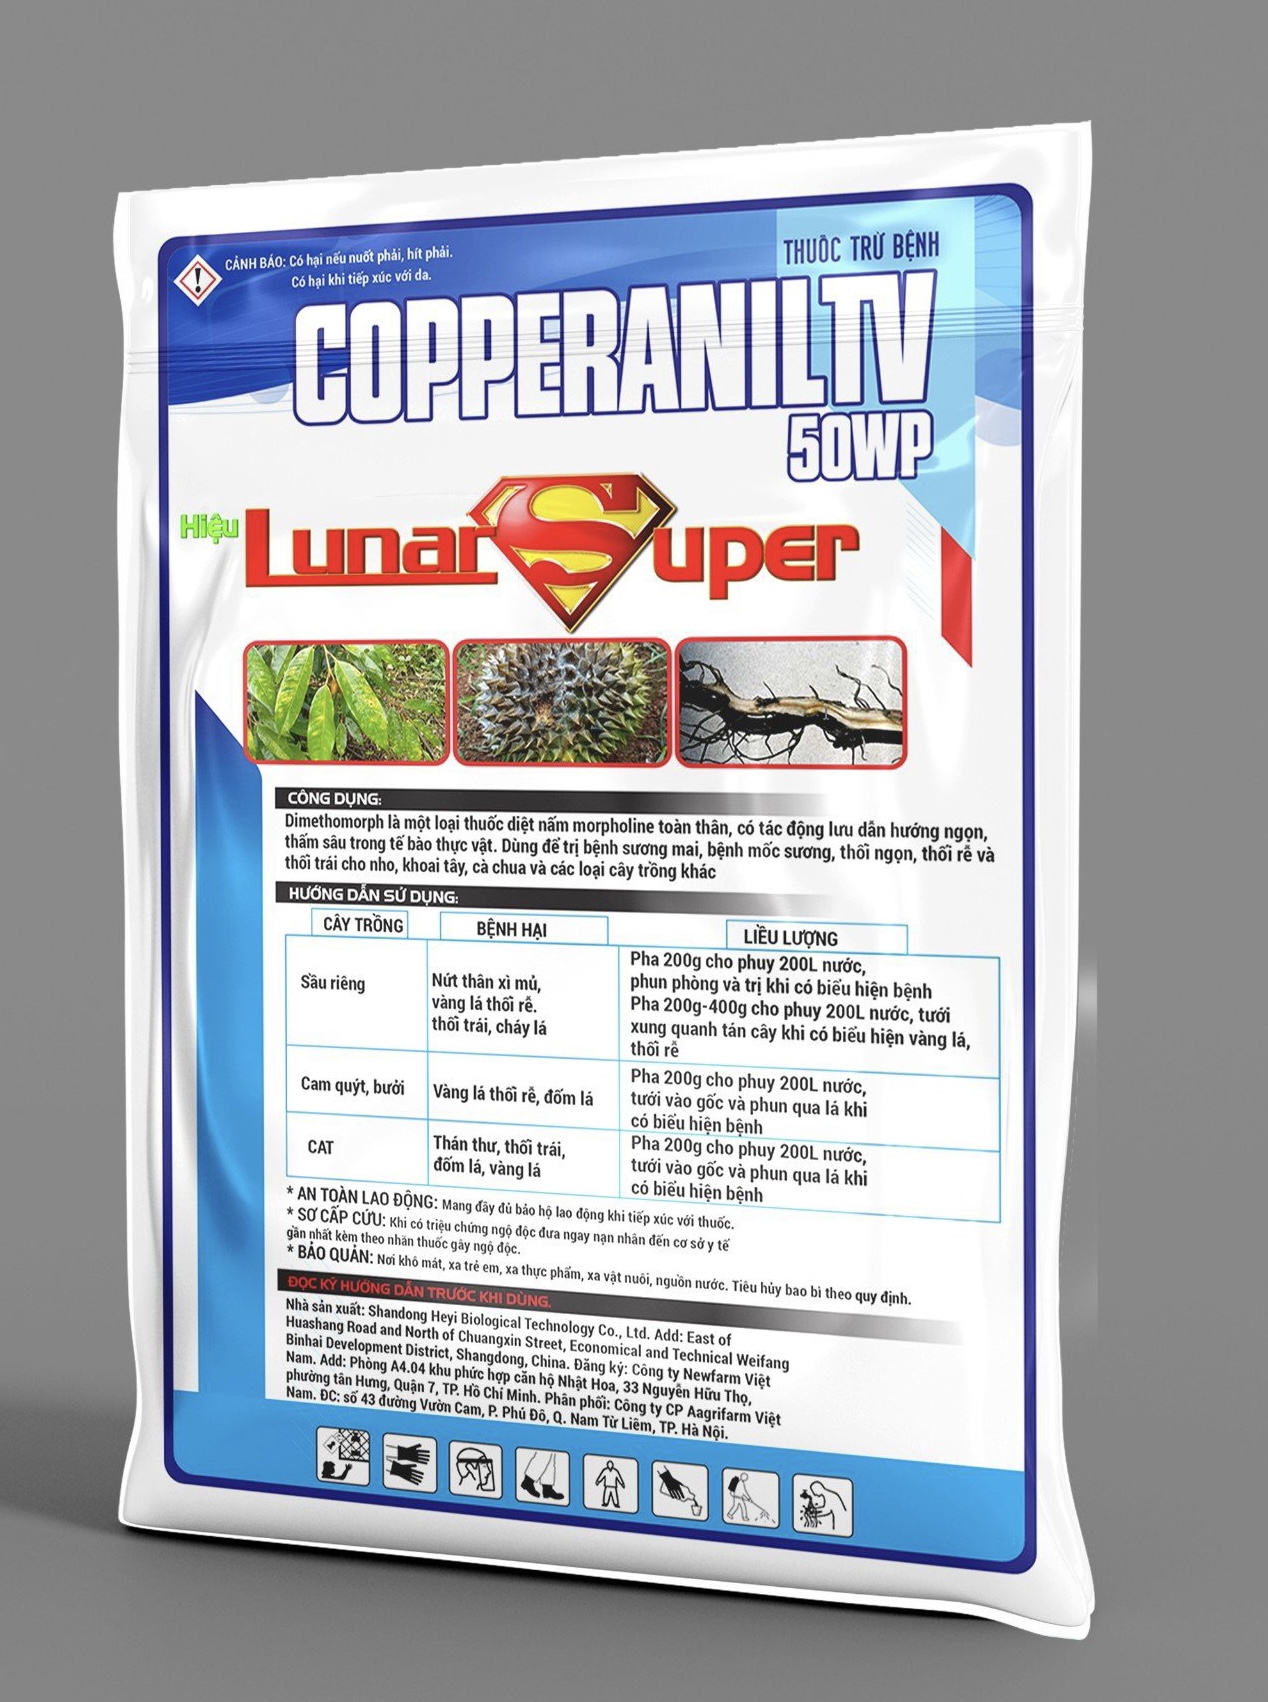 CẢNH BÁO: Có hại nếu nuốt phải, hít phải.
Có hại khi tiếp xúc với da.
THUỐC TRỪ BỆNH
COPPERANILTV
50WP
Hiệu LunarSuper
CÔNG DỤNG:
Dimethomorph là một loại thuốc diệt nấm morpholine toàn thân, có tác động lưu dẫn hướng ngọn,
thấm sâu trong tế bào thực vật. Dùng để trị bệnh sương mai, bệnh mốc sương, thối ngọn, thối rễ và
thối trái cho nho, khoai tây, cà chua và các loại cây trồng khác
HƯỚNG DẪN SỬ DỤNG:
CÂY TRỒNG
BỆNH HẠI
LIỀU LƯỢNG
Sầu riêng
Nứt thân xì mủ,
vàng lá thối rễ.
thối trái, cháy lá
Pha 200g cho phuy 200L nước,
phun phòng và trị khi có biểu hiện bệnh
Pha 200g-400g cho phuy 200L nước, tưới
xung quanh tán cây khi có biểu hiện vàng lá,
thối rễ
Cam quýt, bưởi
Vàng lá thối rễ, đốm lá
Pha 200g cho phuy 200L nước,
tưới vào gốc và phun qua lá khi
có biểu hiện bệnh
CAT
Thán thư, thối trái,
đốm lá, vàng lá
Pha 200g cho phuy 200L nước,
tưới vào gốc và phun qua lá khi
có biểu hiện bệnh
* AN TOÀN LAO ĐỘNG: Mang đầy đủ bảo hộ lao động khi tiếp xúc với thuốc.
* SƠ CẤP CỨU: Khi có triệu chứng ngộ độc đưa ngay nạn nhân đến cơ sở y tế
gần nhất kèm theo nhãn thuốc gây ngộ độc.
* BẢO QUẢN: Nơi khô mát, xa trẻ em, xa thực phẩm, xa vật nuôi, nguồn nước. Tiêu hủy bao bì theo quy định.
ĐỌC KỸ HƯỚNG DẪN TRƯỚC KHI DÙNG.
Nhà sản xuất: Shandong Heyi Biological Technology Co., Ltd. Add: East of
Huashang Road and North of Chuangxin Street, Economical and Technical Weifang
Binhai Development District, Shangdong, China. Đăng ký: Công ty Newfarm Việt
Nam. Add: Phòng A4.04 khu phức hợp căn hộ Nhật Hoa, 33 Nguyễn Hữu Thọ,
phường tân Hưng, Quận 7, TP. Hồ Chí Minh. Phân phối: Công ty CP Aagrifarm Việt
Nam. ĐC: số 43 đường Vườn Cam, P. Phú Đô, Q. Nam Từ Liêm, TP. Hà Nội.